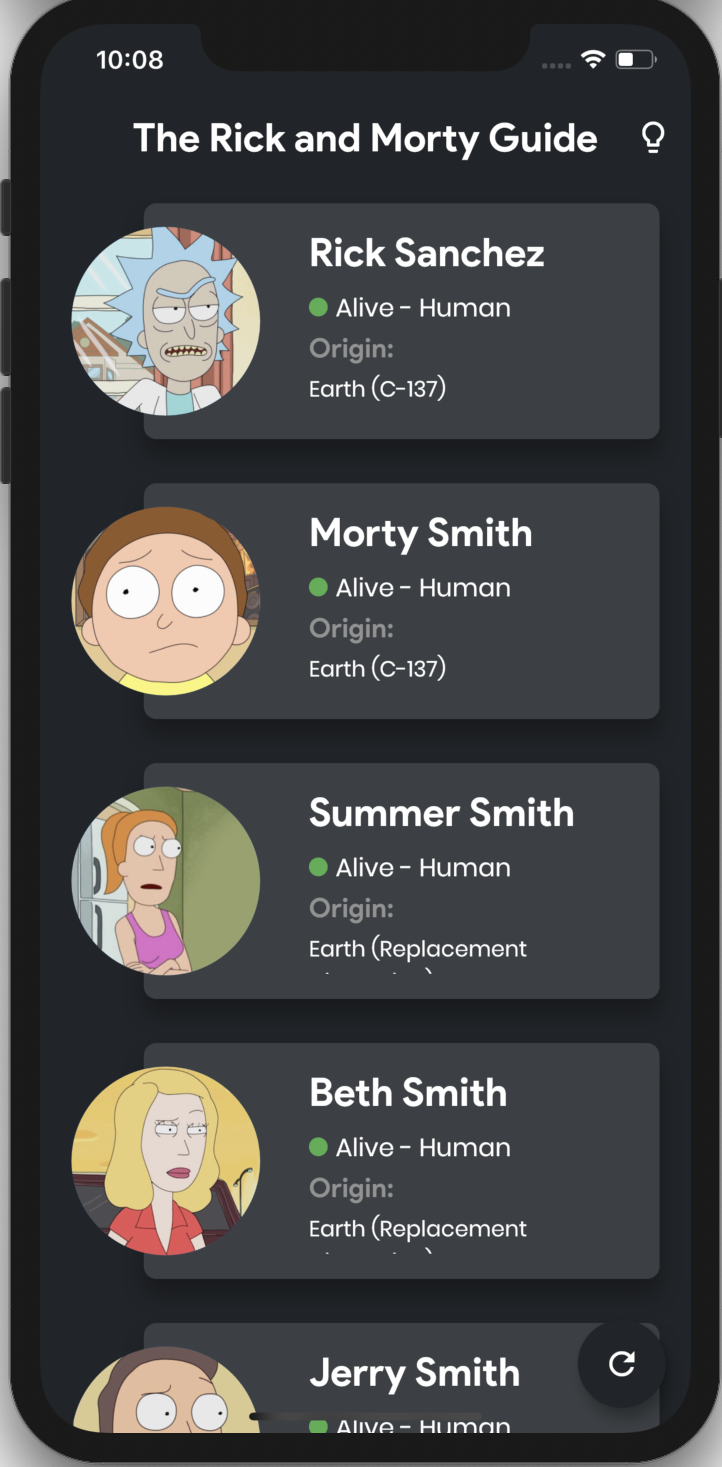 10:08
The Rick and Morty Guide
Rick Sanchez
Alive - Human
Origin:
Earth (C-137)
Morty Smith
Alive - Human
Origin:
Earth (C-137)
Summer Smith
Alive - Human
Origin:
Earth (Replacement
Beth Smith
Alive - Human
Origin:
Earth (Replacement
Jerry Smith
Alive - Human